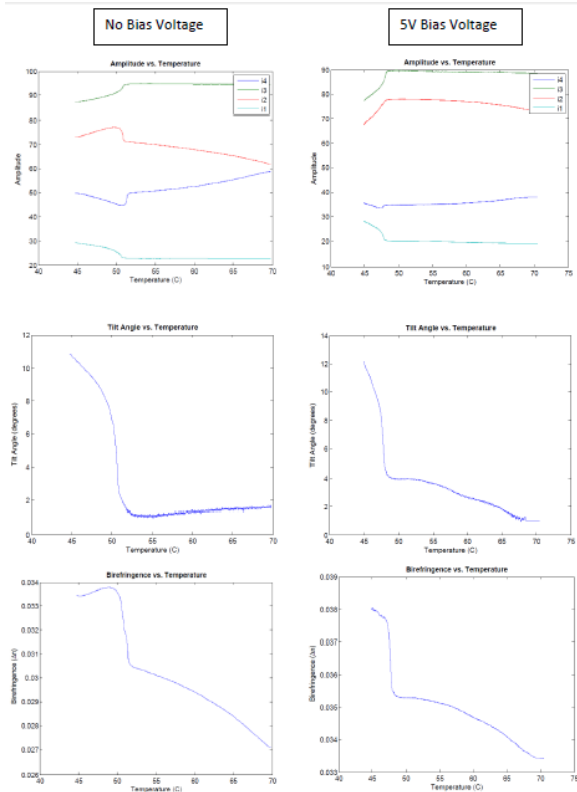 No Bias Voltage
5V Bias Voltage
Amplitude vs. Temperature
Amplitude
100
90
80
70
60
50
40
30
20
40 45 50 55 60 65 70
Temperature (C)
i4
i3
i2
i1
Amplitude vs. Temperature
Amplitude
90
80
70
60
50
40
30
20
10
40 45 50 55 60 65 70 75
Temperature (C)
i4
i3
i2
i1
Tilt Angle vs. Temperature
Tilt Angle (degrees)
12
10
8
6
4
2
0
40 45 50 55 60 65 70
Temperature (C)
Tilt Angle vs. Temperature
Tilt Angle (degrees)
14
12
10
8
6
4
2
0
40 45 50 55 60 65 70 75
Temperature (C)
Birefringence vs. Temperature
Birefringence (Δn)
0.034
0.033
0.032
0.031
0.03
0.029
0.028
0.027
0.026
40 45 50 55 60 65 70
Temperature (C)
Birefringence vs. Temperature
Birefringence (Δn)
0.039
0.038
0.037
0.036
0.035
0.034
0.033
40 45 50 55 60 65 70 75
Temperature (C)